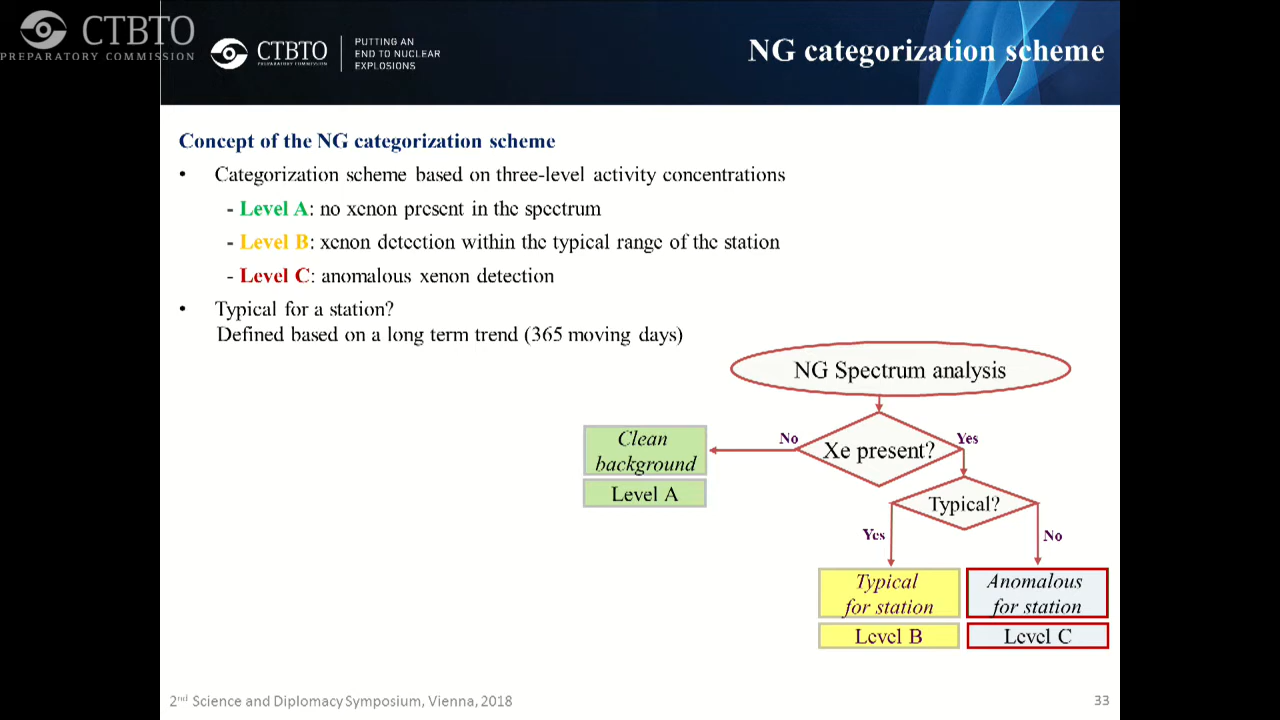 CTBTO
PREPARATORY COMMISSION
CTBTO
PREPARATORY COMMISSION
PUTTING AN
END TO NUCLEAR
EXPLOSIONS
NG categorization scheme
Concept of the NG categorization scheme
• Categorization scheme based on three-level activity concentrations
- Level A: no xenon present in the spectrum
- Level B: xenon detection within the typical range of the station
- Level C: anomalous xenon detection
• Typical for a station?
Defined based on a long term trend (365 moving days)
NG Spectrum analysis
Xe present?
No
Yes
Clean
background
Level A
Typical?
Yes
No
Typical
for station
Level B
Anomalous
for station
Level C
2nd Science and Diplomacy Symposium, Vienna, 2018
33